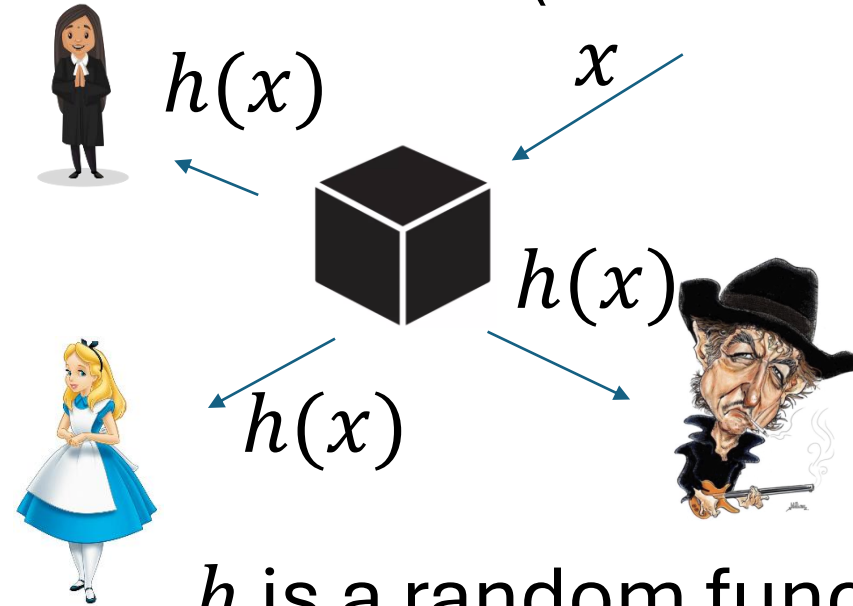 h(x)
x
h(x)
h(x)
h is a random func